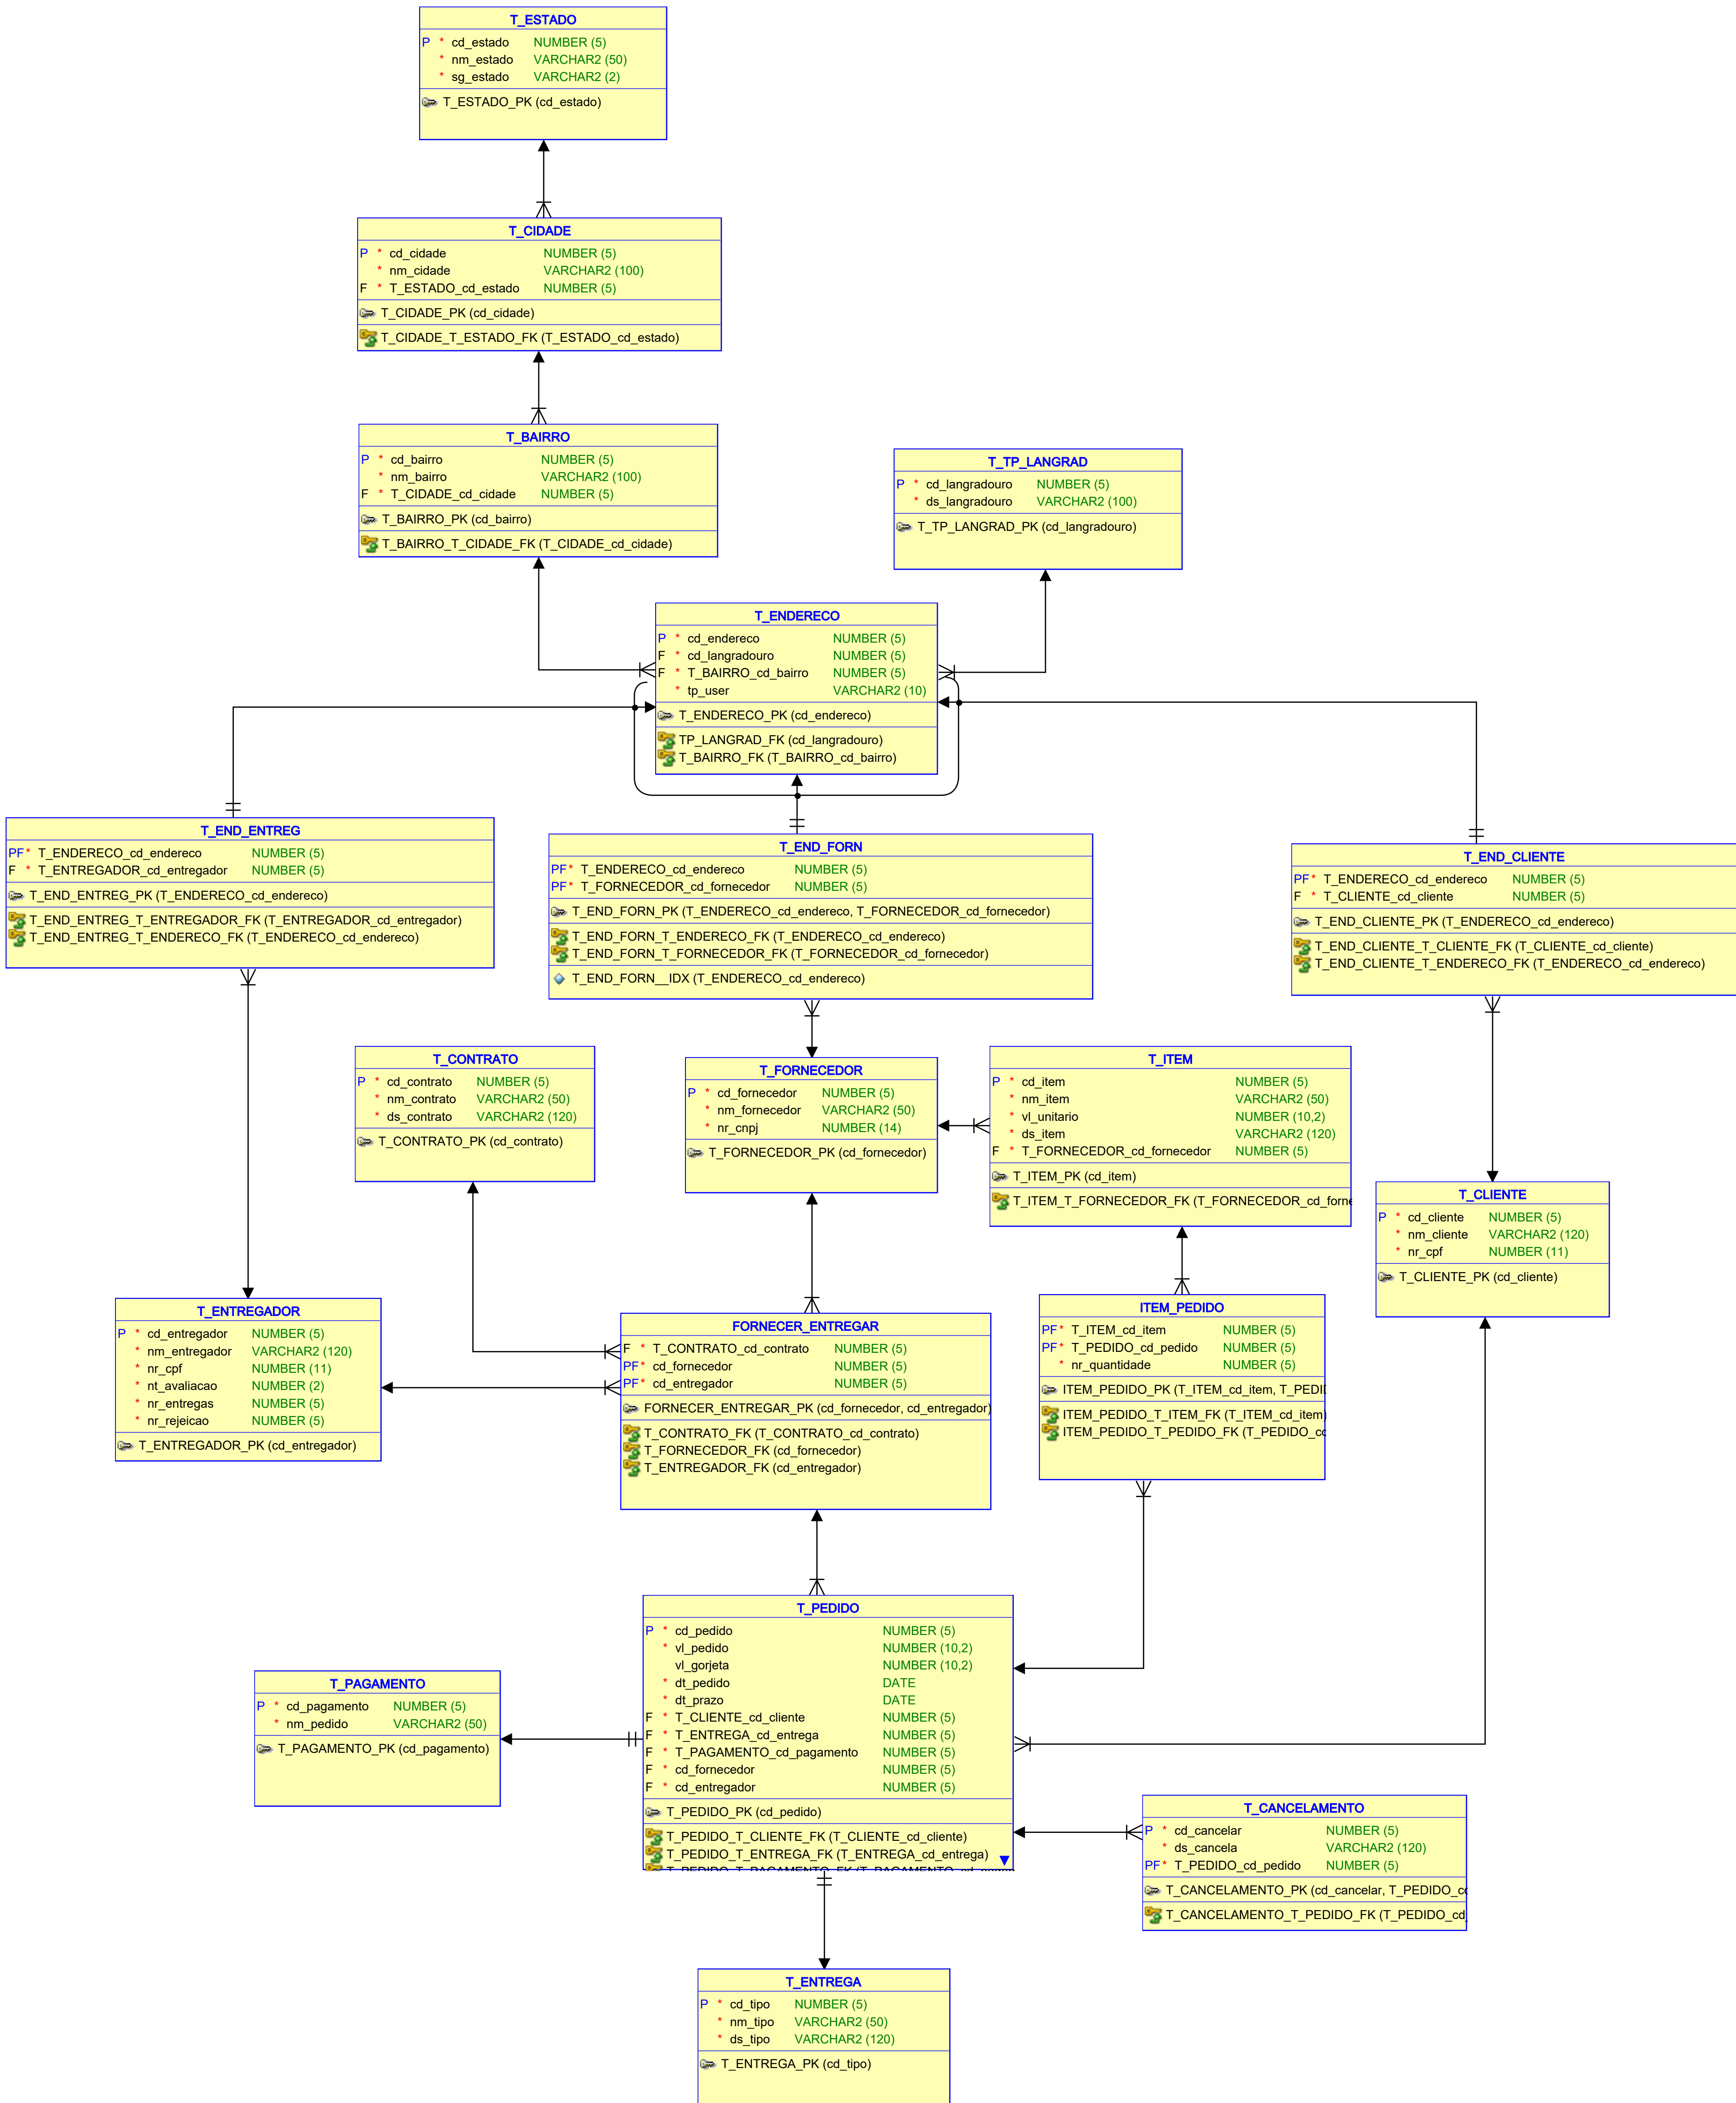 T_ESTADO
P * cd_estado NUMBER (5)
* nm_estado VARCHAR2 (50)
* sg_estado VARCHAR2 (2)
T_ESTADO_PK (cd_estado)
T_CIDADE
P * cd_cidade NUMBER (5)
* nm_cidade VARCHAR2 (100)
F * T_ESTADO_cd_estado NUMBER (5)
T_CIDADE_PK (cd_cidade)
T_CIDADE_T_ESTADO_FK (T_ESTADO_cd_estado)
T_BAIRRO
P * cd_bairro NUMBER (5)
* nm_bairro VARCHAR2 (100)
F * T_CIDADE_cd_cidade NUMBER (5)
T_BAIRRO_PK (cd_bairro)
T_BAIRRO_T_CIDADE_FK (T_CIDADE_cd_cidade)
T_TP_LANGRAD
P * cd_langradouro NUMBER (5)
* ds_langradouro VARCHAR2 (100)
T_TP_LANGRAD_PK (cd_langradouro)
T_ENDERECO
P * cd_endereco NUMBER (5)
F * cd_langradouro NUMBER (5)
F * T_BAIRRO_cd_bairro NUMBER (5)
* tp_user VARCHAR2 (10)
T_ENDERECO_PK (cd_endereco)
TP_LANGRAD_FK (cd_langradouro)
T_BAIRRO_FK (T_BAIRRO_cd_bairro)
T_END_ENTREG
PF * T_ENDERECO_cd_endereco NUMBER (5)
F * T_ENTREGADOR_cd_entregador NUMBER (5)
T_END_ENTREG_PK (T_ENDERECO_cd_endereco)
T_END_ENTREG_T_ENTREGADOR_FK (T_ENTREGADOR_cd_entregador)
T_END_ENTREG_T_ENDERECO_FK (T_ENDERECO_cd_endereco)
T_END_FORN
PF * T_ENDERECO_cd_endereco NUMBER (5)
PF * T_FORNECEDOR_cd_fornecedor NUMBER (5)
T_END_FORN_PK (T_ENDERECO_cd_endereco, T_FORNECEDOR_cd_fornecedor)
T_END_FORN_T_ENDERECO_FK (T_ENDERECO_cd_endereco)
T_END_FORN_T_FORNECEDOR_FK (T_FORNECEDOR_cd_fornecedor)
T_END_FORN__IDX (T_ENDERECO_cd_endereco)
T_END_CLIENTE
PF * T_ENDERECO_cd_endereco NUMBER (5)
F * T_CLIENTE_cd_cliente NUMBER (5)
T_END_CLIENTE_PK (T_ENDERECO_cd_endereco)
T_END_CLIENTE_T_CLIENTE_FK (T_CLIENTE_cd_cliente)
T_END_CLIENTE_T_ENDERECO_FK (T_ENDERECO_cd_endereco)
T_CONTRATO
P * cd_contrato NUMBER (5)
* nm_contrato VARCHAR2 (50)
* ds_contrato VARCHAR2 (120)
T_CONTRATO_PK (cd_contrato)
T_FORNECEDOR
P * cd_fornecedor NUMBER (5)
* nm_fornecedor VARCHAR2 (50)
* nr_cnpj NUMBER (14)
T_FORNECEDOR_PK (cd_fornecedor)
T_ITEM
P * cd_item NUMBER (5)
* nm_item VARCHAR2 (50)
* vl_unitario NUMBER (10,2)
* ds_item VARCHAR2 (120)
F * T_FORNECEDOR_cd_fornecedor NUMBER (5)
T_ITEM_PK (cd_item)
T_ITEM_T_FORNECEDOR_FK (T_FORNECEDOR_cd_forne
T_CLIENTE
P * cd_cliente NUMBER (5)
* nm_cliente VARCHAR2 (120)
* nr_cpf NUMBER (11)
T_CLIENTE_PK (cd_cliente)
T_ENTREGADOR
P * cd_entregador NUMBER (5)
* nm_entregador VARCHAR2 (120)
* nr_cpf NUMBER (11)
* nt_avaliacao NUMBER (2)
* nr_entregas NUMBER (5)
* nr_rejeicao NUMBER (5)
T_ENTREGADOR_PK (cd_entregador)
FORNECER_ENTREGAR
F * T_CONTRATO_cd_contrato NUMBER (5)
PF * cd_fornecedor NUMBER (5)
PF * cd_entregador NUMBER (5)
FORNECER_ENTREGAR_PK (cd_fornecedor, cd_entregador)
T_CONTRATO_FK (T_CONTRATO_cd_contrato)
T_FORNECEDOR_FK (cd_fornecedor)
T_ENTREGADOR_FK (cd_entregador)
ITEM_PEDIDO
PF * T_ITEM_cd_item NUMBER (5)
PF * T_PEDIDO_cd_pedido NUMBER (5)
* nr_quantidade NUMBER (5)
ITEM_PEDIDO_PK (T_ITEM_cd_item, T_PEDI
ITEM_PEDIDO_T_ITEM_FK (T_ITEM_cd_item)
ITEM_PEDIDO_T_PEDIDO_FK (T_PEDIDO_cd
T_PEDIDO
P * cd_pedido NUMBER (5)
* vl_pedido NUMBER (10,2)
vl_gorjeta NUMBER (10,2)
* dt_pedido DATE
* dt_prazo DATE
F * T_CLIENTE_cd_cliente NUMBER (5)
F * T_ENTREGA_cd_entrega NUMBER (5)
F * T_PAGAMENTO_cd_pagamento NUMBER (5)
F * cd_fornecedor NUMBER (5)
F * cd_entregador NUMBER (5)
T_PEDIDO_PK (cd_pedido)
T_PEDIDO_T_CLIENTE_FK (T_CLIENTE_cd_cliente)
T_PEDIDO_T_ENTREGA_FK (T_ENTREGA_cd_entrega)
T_PAGAMENTO
P * cd_pagamento NUMBER (5)
* nm_pedido VARCHAR2 (50)
T_PAGAMENTO_PK (cd_pagamento)
T_CANCELAMENTO
P * cd_cancelar NUMBER (5)
* ds_cancela VARCHAR2 (120)
PF * T_PEDIDO_cd_pedido NUMBER (5)
T_CANCELAMENTO_PK (cd_cancelar, T_PEDIDO_cd
T_CANCELAMENTO_T_PEDIDO_FK (T_PEDIDO_cd_
T_ENTREGA
P * cd_tipo NUMBER (5)
* nm_tipo VARCHAR2 (50)
* ds_tipo VARCHAR2 (120)
T_ENTREGA_PK (cd_tipo)